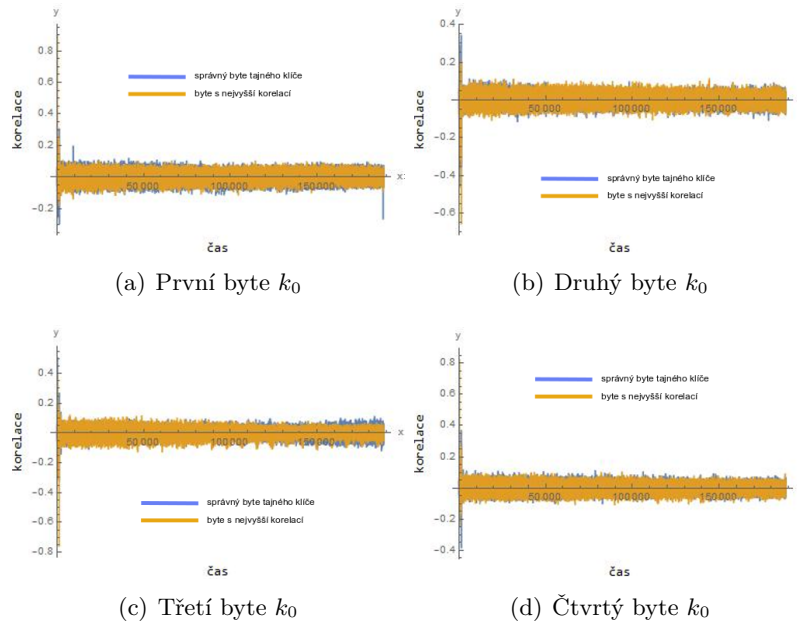 y
0.8
0.6
0.4
0.2
-0.2
50 000
100 000
150 000
x
korelace
správný byte tajného klíče
byte s nejvyšší korelací
čas
(a) První byte k₀
y
0.4
0.2
-0.2
-0.4
-0.6
50 000
100 000
150 000
korelace
správný byte tajného klíče
byte s nejvyšší korelací
čas
(b) Druhý byte k₀
y
0.4
0.2
-0.2
-0.4
-0.6
-0.8
50 000
100 000
150 000
x
korelace
správný byte tajného klíče
byte s nejvyšší korelací
čas
(c) Třetí byte k₀
y
0.8
0.6
0.4
0.2
-0.2
-0.4
50 000
100 000
150 000
korelace
správný byte tajného klíče
byte s nejvyšší korelací
čas
(d) Čtvrtý byte k₀